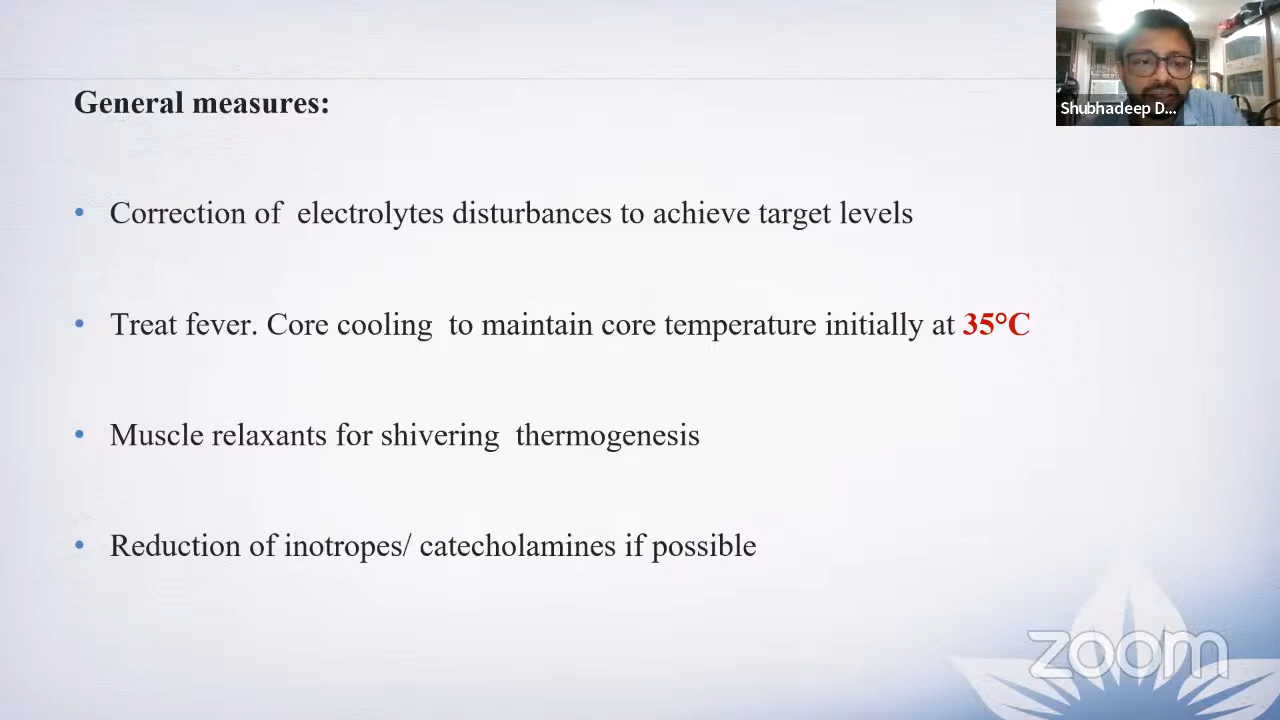 Shubhadeep D...
General measures:
• Correction of electrolytes disturbances to achieve target levels
• Treat fever. Core cooling to maintain core temperature initially at 35°C
• Muscle relaxants for shivering thermogenesis
• Reduction of inotropes/ catecholamines if possible
zoom